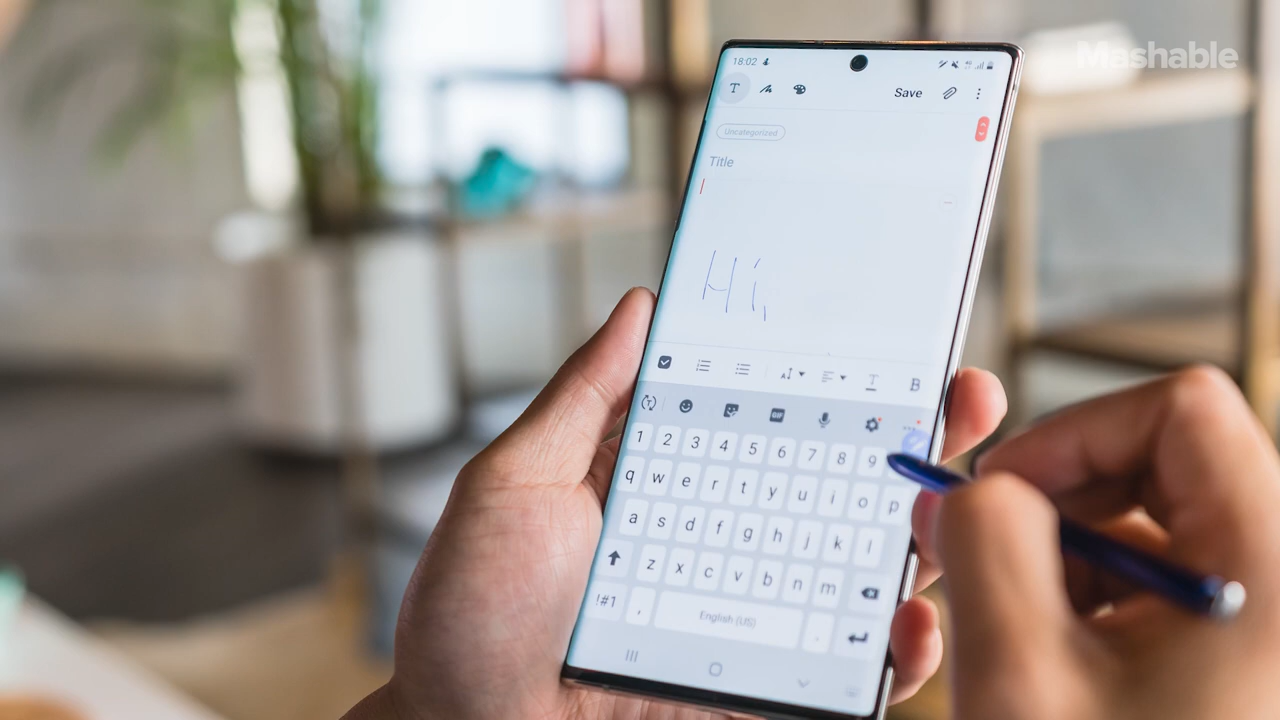 Mashable
18:02
T Save
Uncategorized
Title
Hi,
T B
GIF
1 2 3 4 5 6 7 8 9
q w e r t y u i o p
a s d f g h j k l
z x c v b n m
!#1 , English (US) .